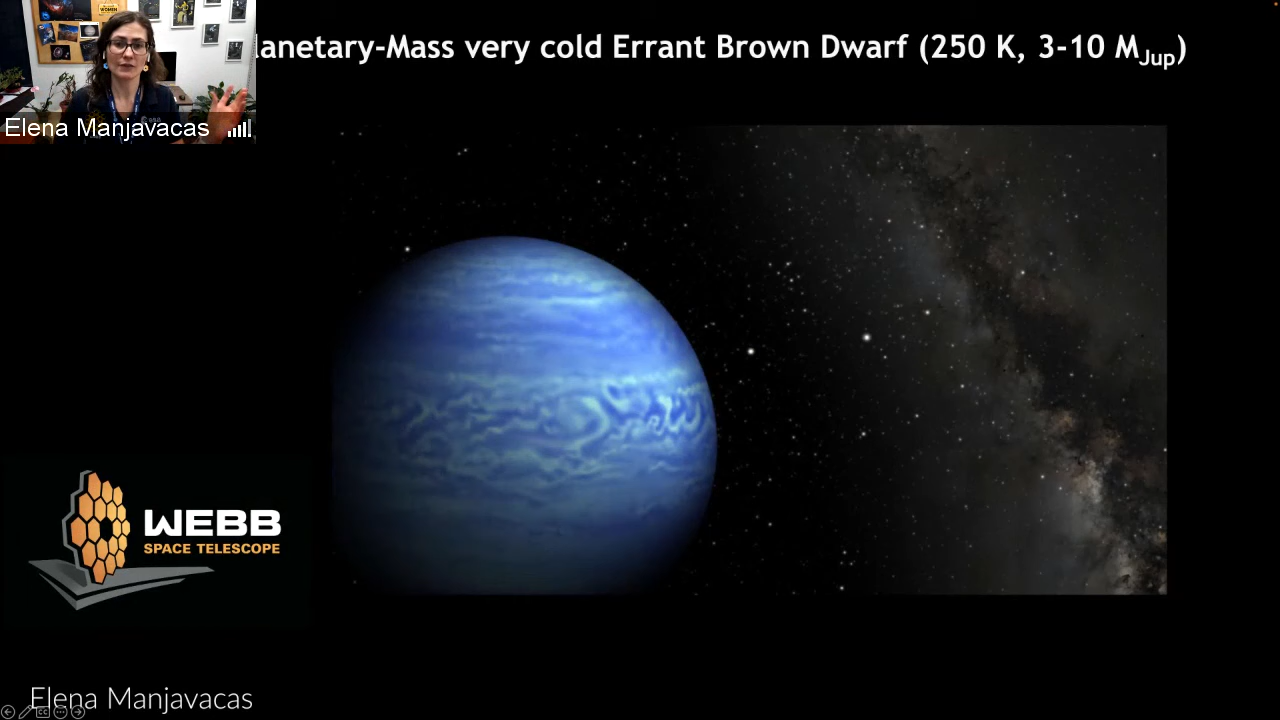 lanetary-Mass very cold Errant Brown Dwarf (250 K, 3-10 MJup)
Elena Manjavacas
WEBB
SPACE TELESCOPE
Elena Manjavacas